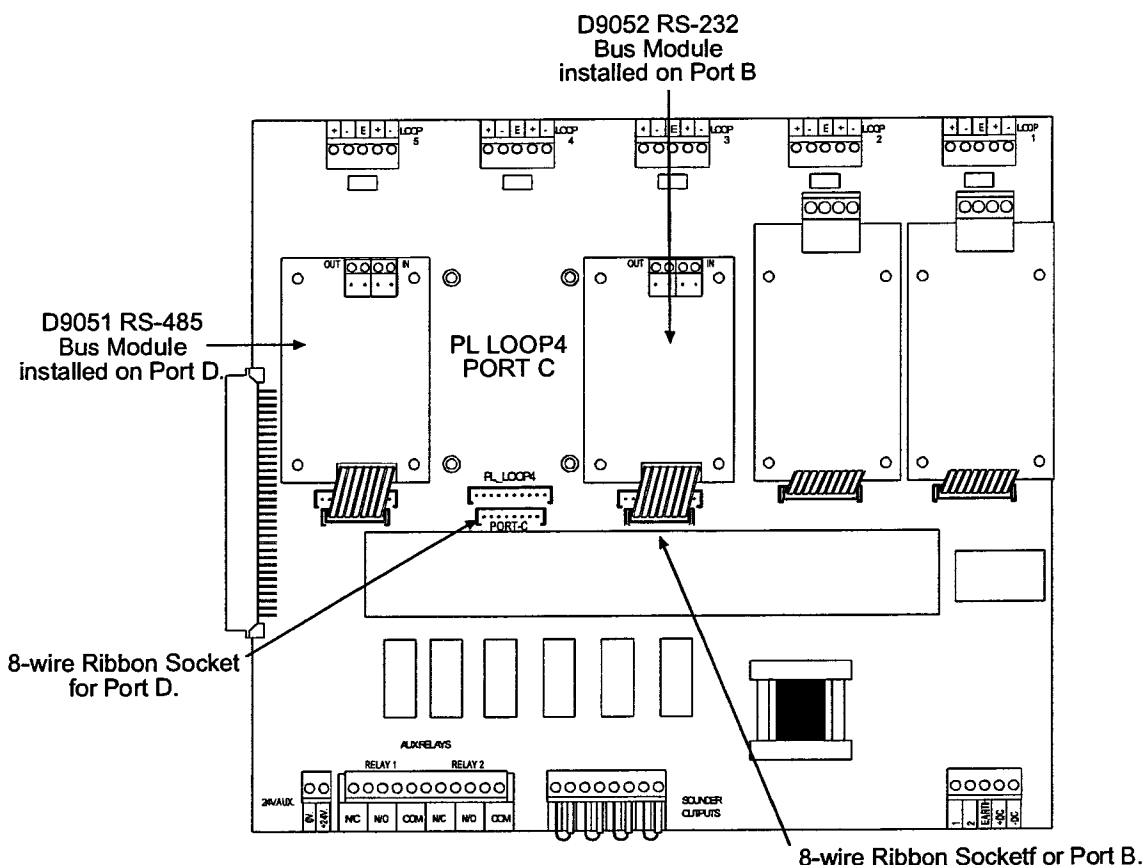 D9052 RS-232
Bus Module
installed on Port B
+ - E + - LOOP 5
+ - E + - LOOP 4
+ - E + - LOOP 3
+ - E + - LOOP 2
+ - E + - LOOP 1
OUT IN
OUT IN
D9051 RS-485
Bus Module
installed on Port D.
PL LOOP4
PORT C
PL_LOOP4
PORT-C
8-wire Ribbon Socket
for Port D.
AUX RELAYS
RELAY 1 RELAY 2
24V AUX.
0V +24V.
N/C N/O COM N/C N/O COM
SOUNDER
OUTPUTS
1 2 EARTH +DC -DC
8-wire Ribbon Socketf or Port B.